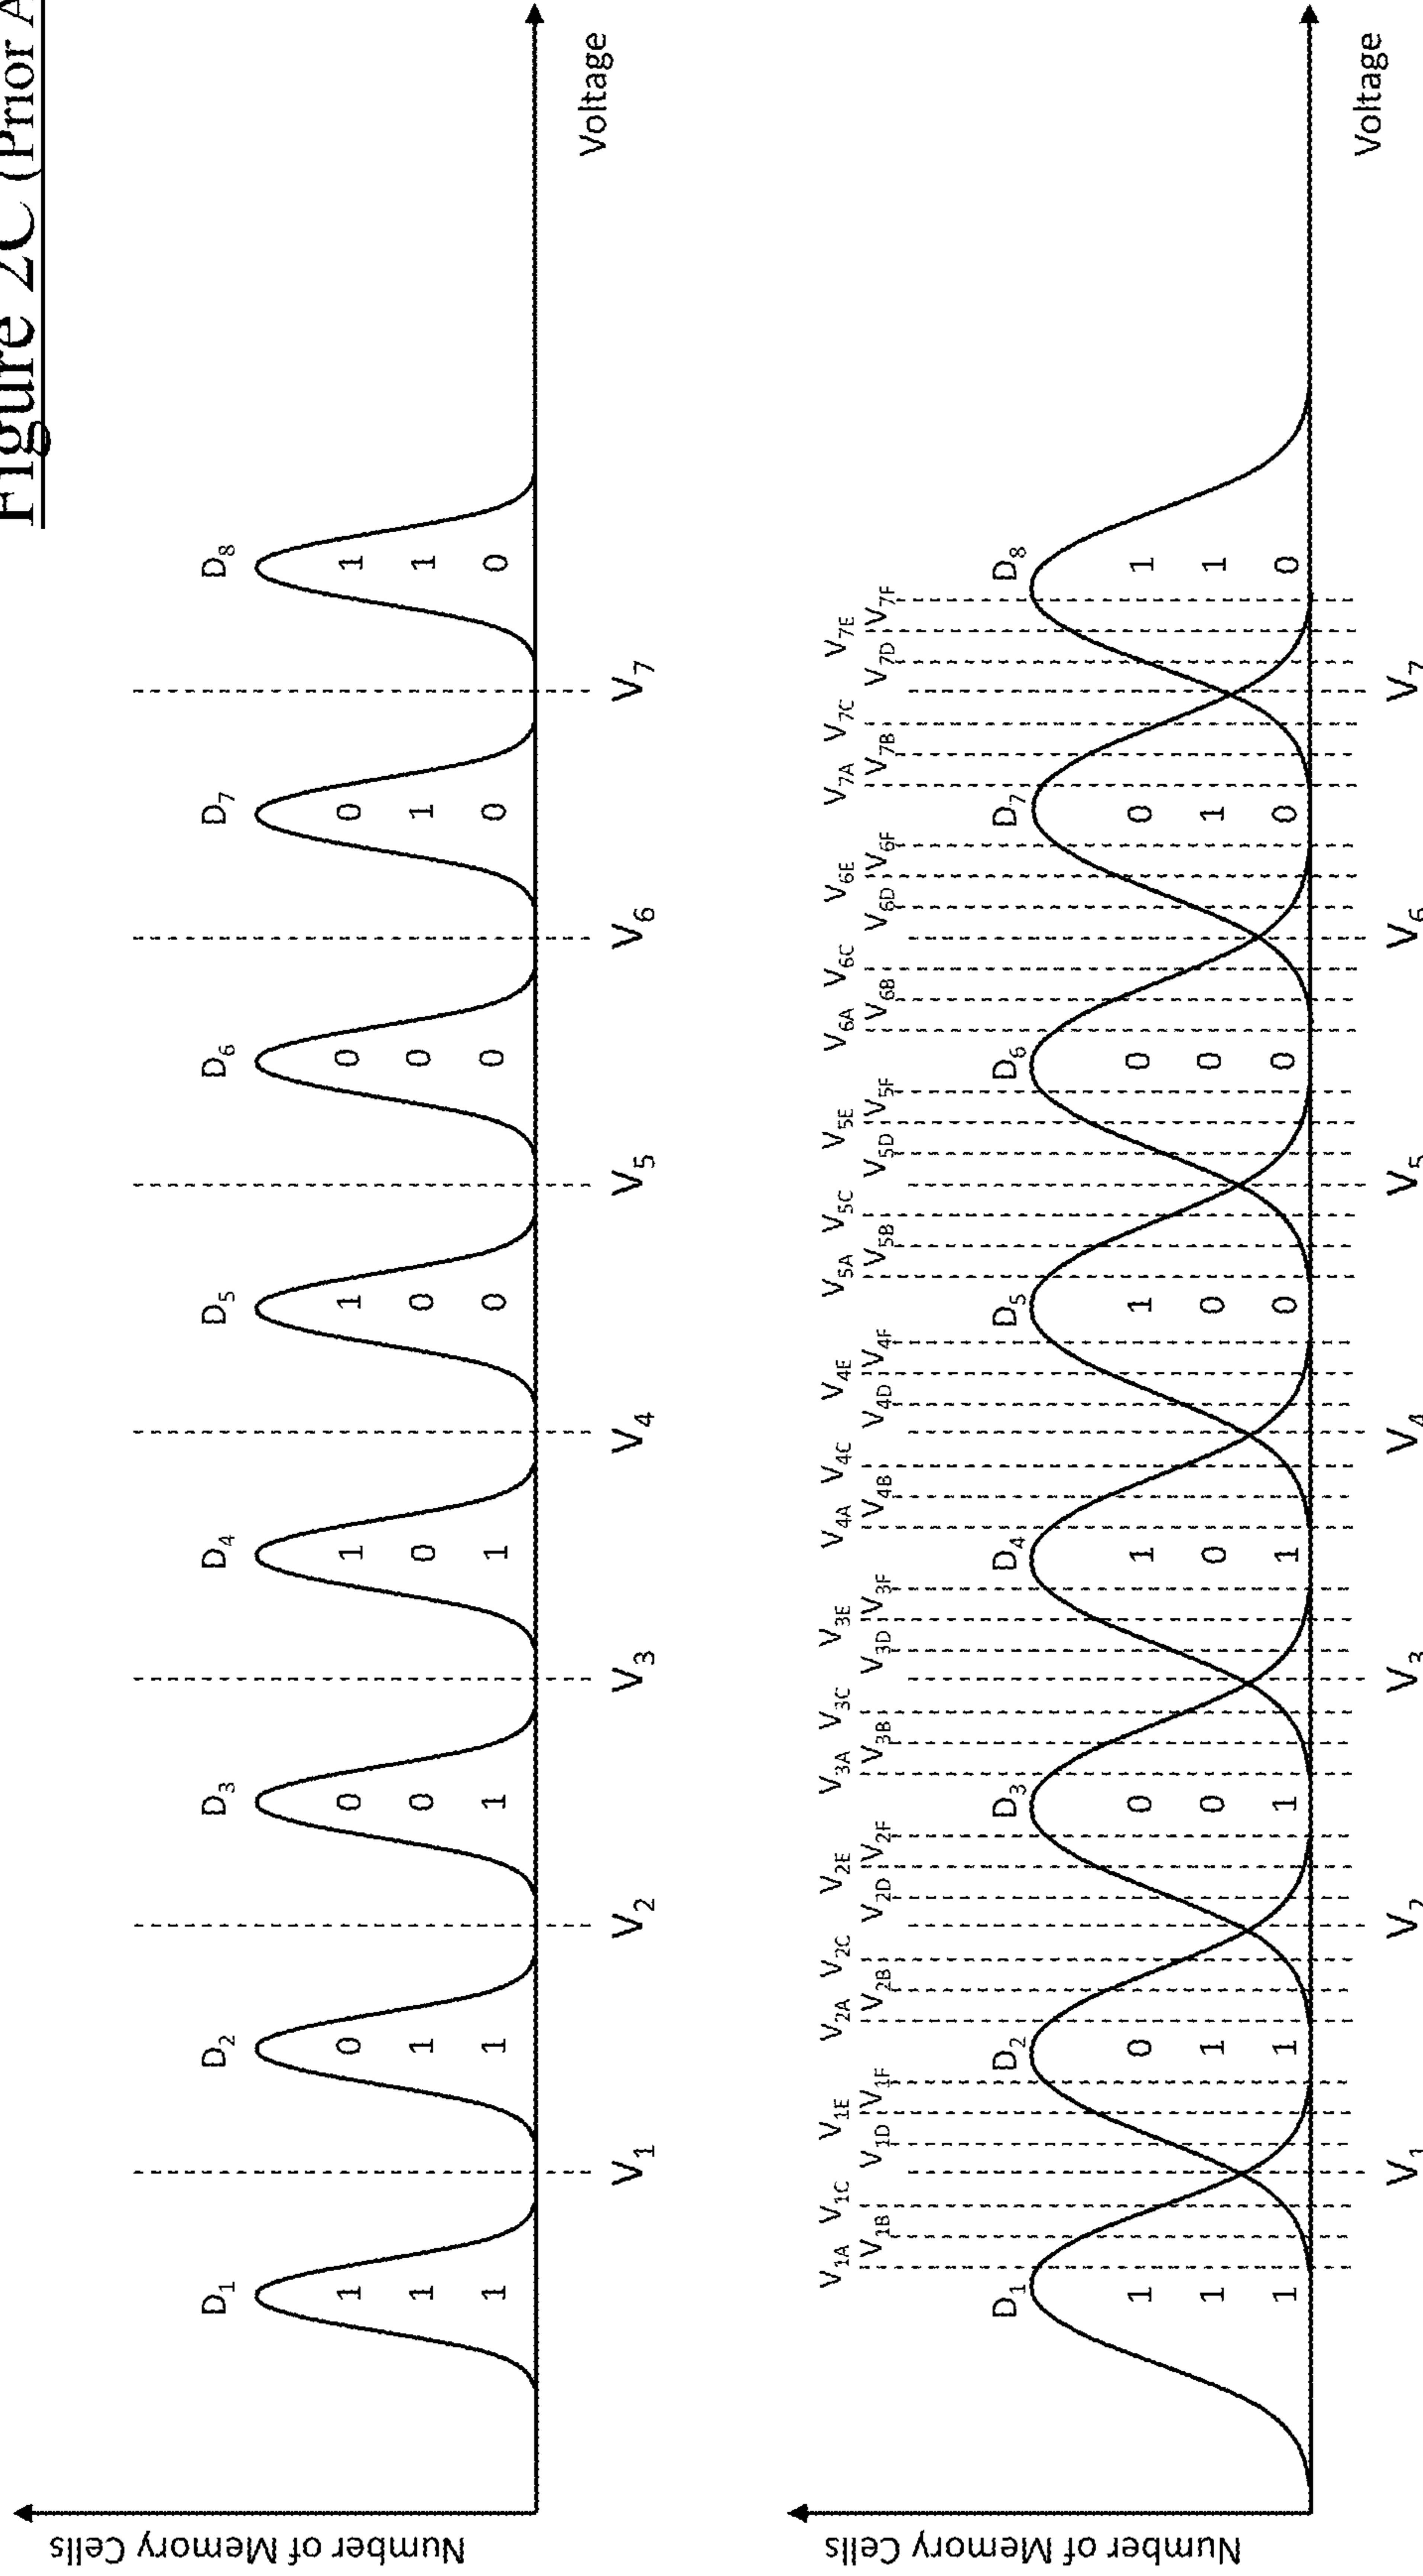 Figure 2C (Prior A
Number of Memory Cells
D1 D2 D3 D4 D5 D6 D7 D8
1 0 0 1 1 0 0 1
1 1 0 0 0 0 1 1
1 1 1 1 0 0 0 0
V1 V2 V3 V4 V5 V6 V7
Voltage
Number of Memory Cells
V1A V1C V1E V2A V2C V2E V3A V3C V3E V4A V4C V4E V5A V5C V5E V6A V6C V6E V7A V7C V7E
V1B V1D V1F V2B V2D V2F V3B V3D V3F V4B V4D V4F V5B V5D V5F V6B V6D V6F V7B V7D V7F
D1 D2 D3 D4 D5 D6 D7 D8
1 0 0 1 1 0 0 1
1 1 0 0 0 0 1 1
1 1 1 1 0 0 0 0
V1 V2 V3 V4 V5 V6 V7
Voltage